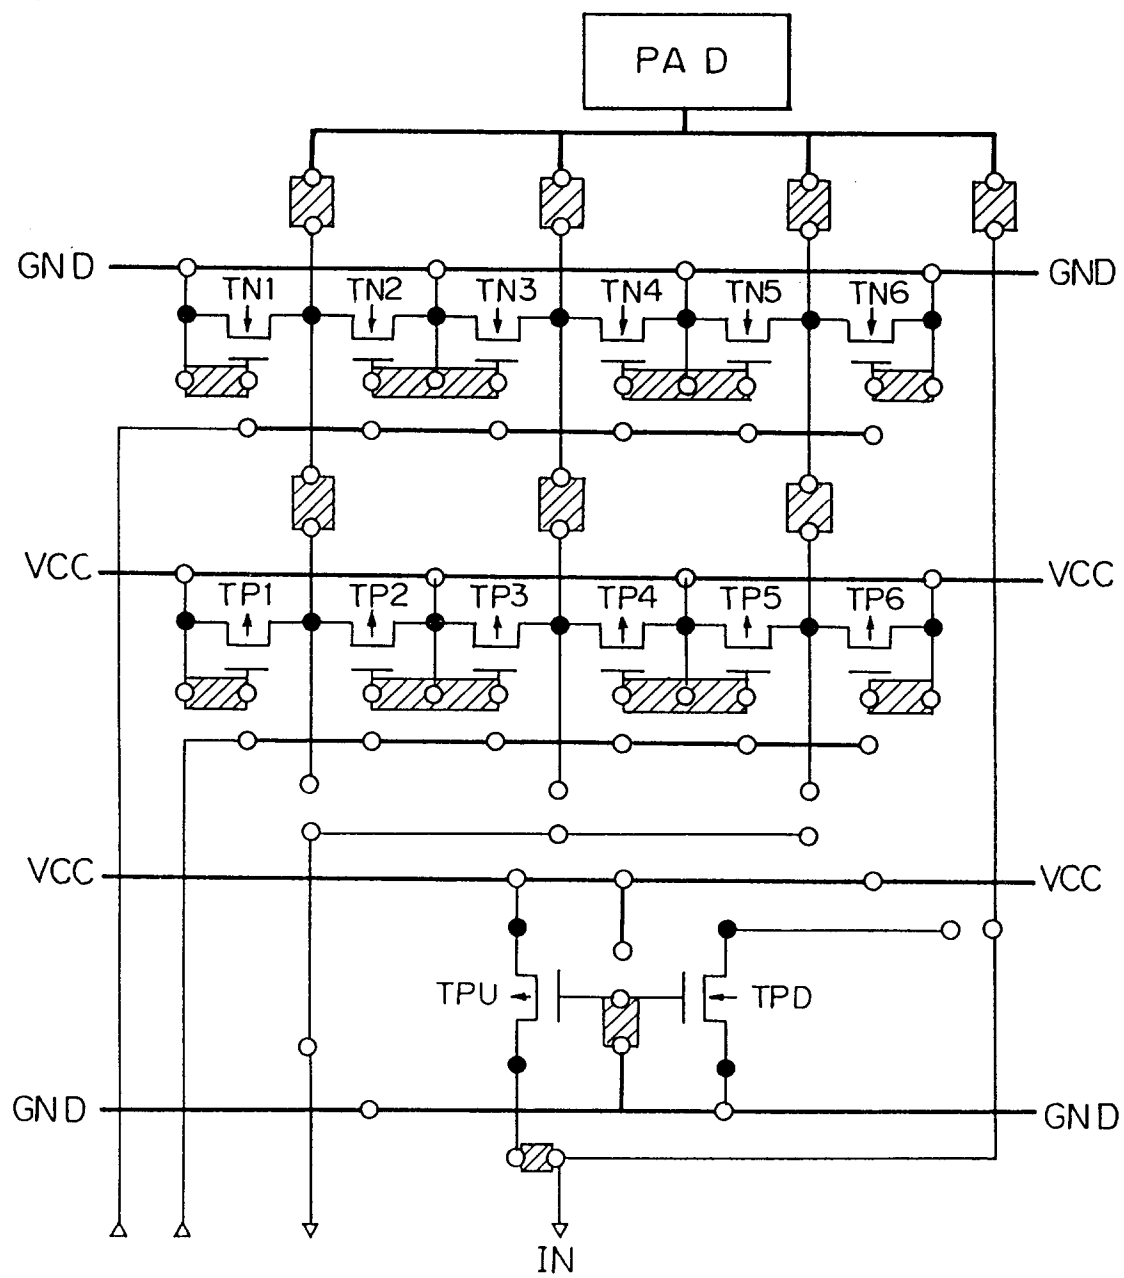 PAD
GND GND
TN1 TN2 TN3 TN4 TN5 TN6
VCC VCC
TP1 TP2 TP3 TP4 TP5 TP6
VCC VCC
TPU TPD
GND GND
IN